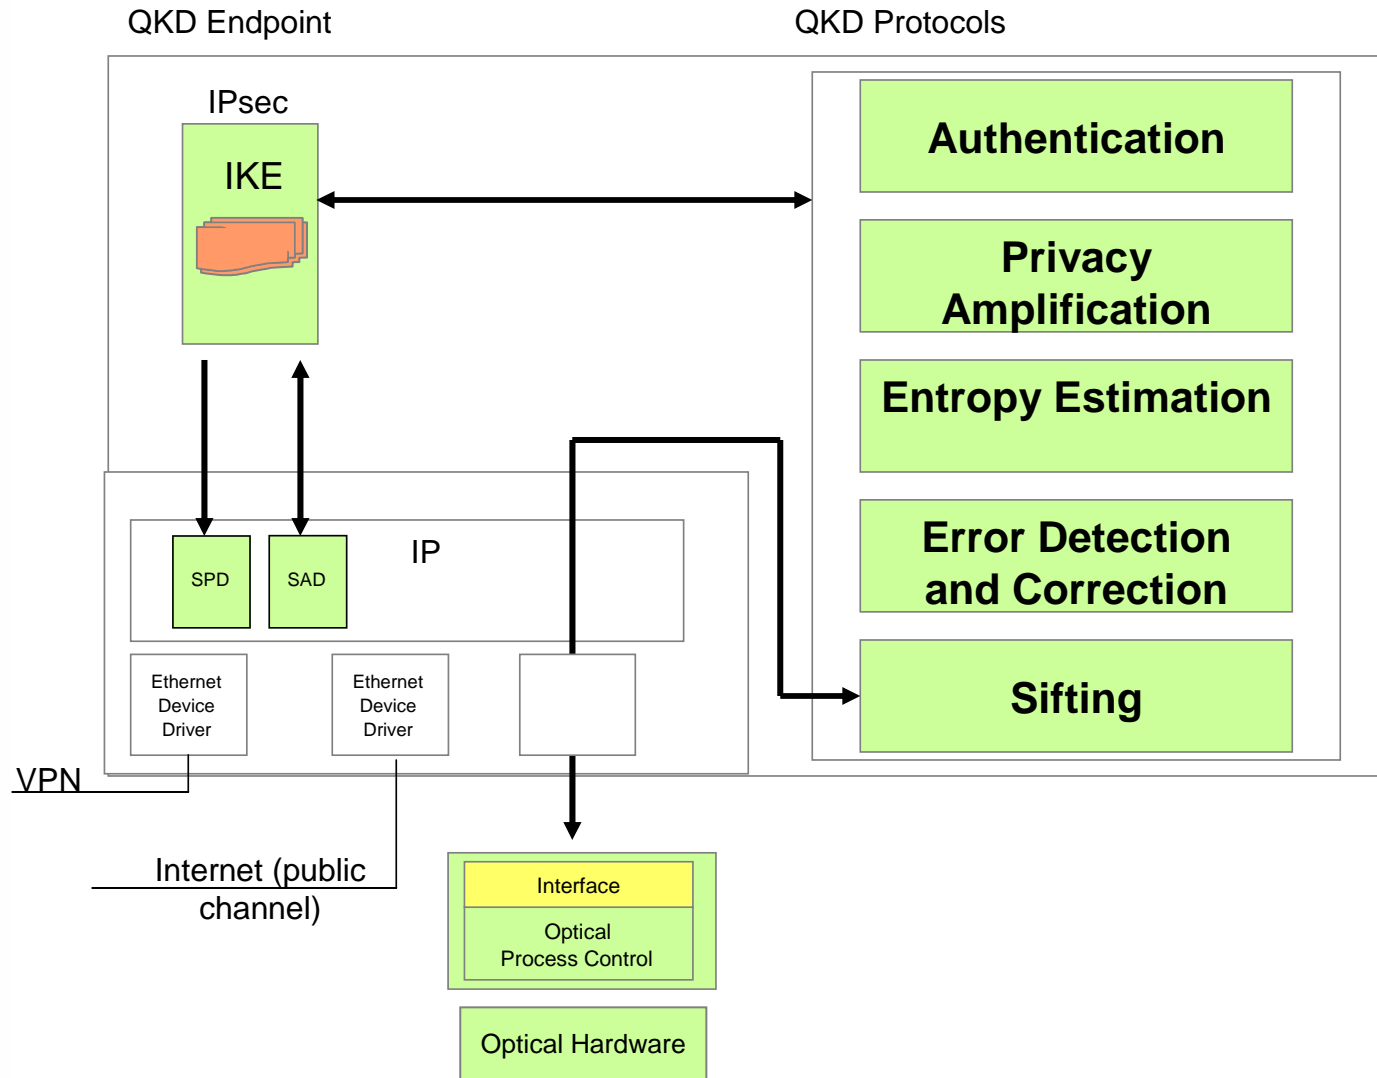 QKD Endpoint
QKD Protocols
IPsec
IKE
Authentication
Privacy
Amplification
Entropy Estimation
Error Detection
and Correction
Sifting
IP
SPD
SAD
Ethernet
Device
Driver
Ethernet
Device
Driver
VPN
Internet (public
channel)
Interface
Optical
Process Control
Optical Hardware